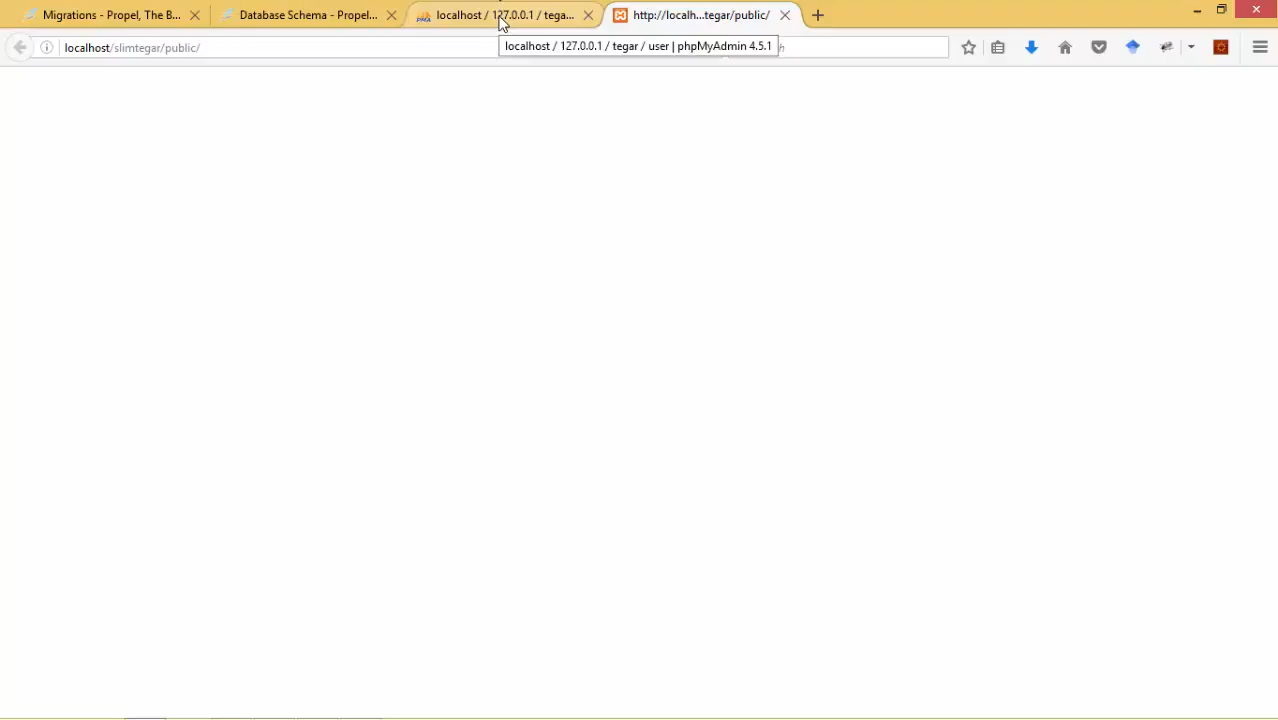 Migrations - Propel, The B...
Database Schema - Propel...
localhost / 127.0.0.1 / tega...
http://localh...tegar/public/
localhost/slimtegar/public/
localhost / 127.0.0.1 / tegar / user | phpMyAdmin 4.5.1